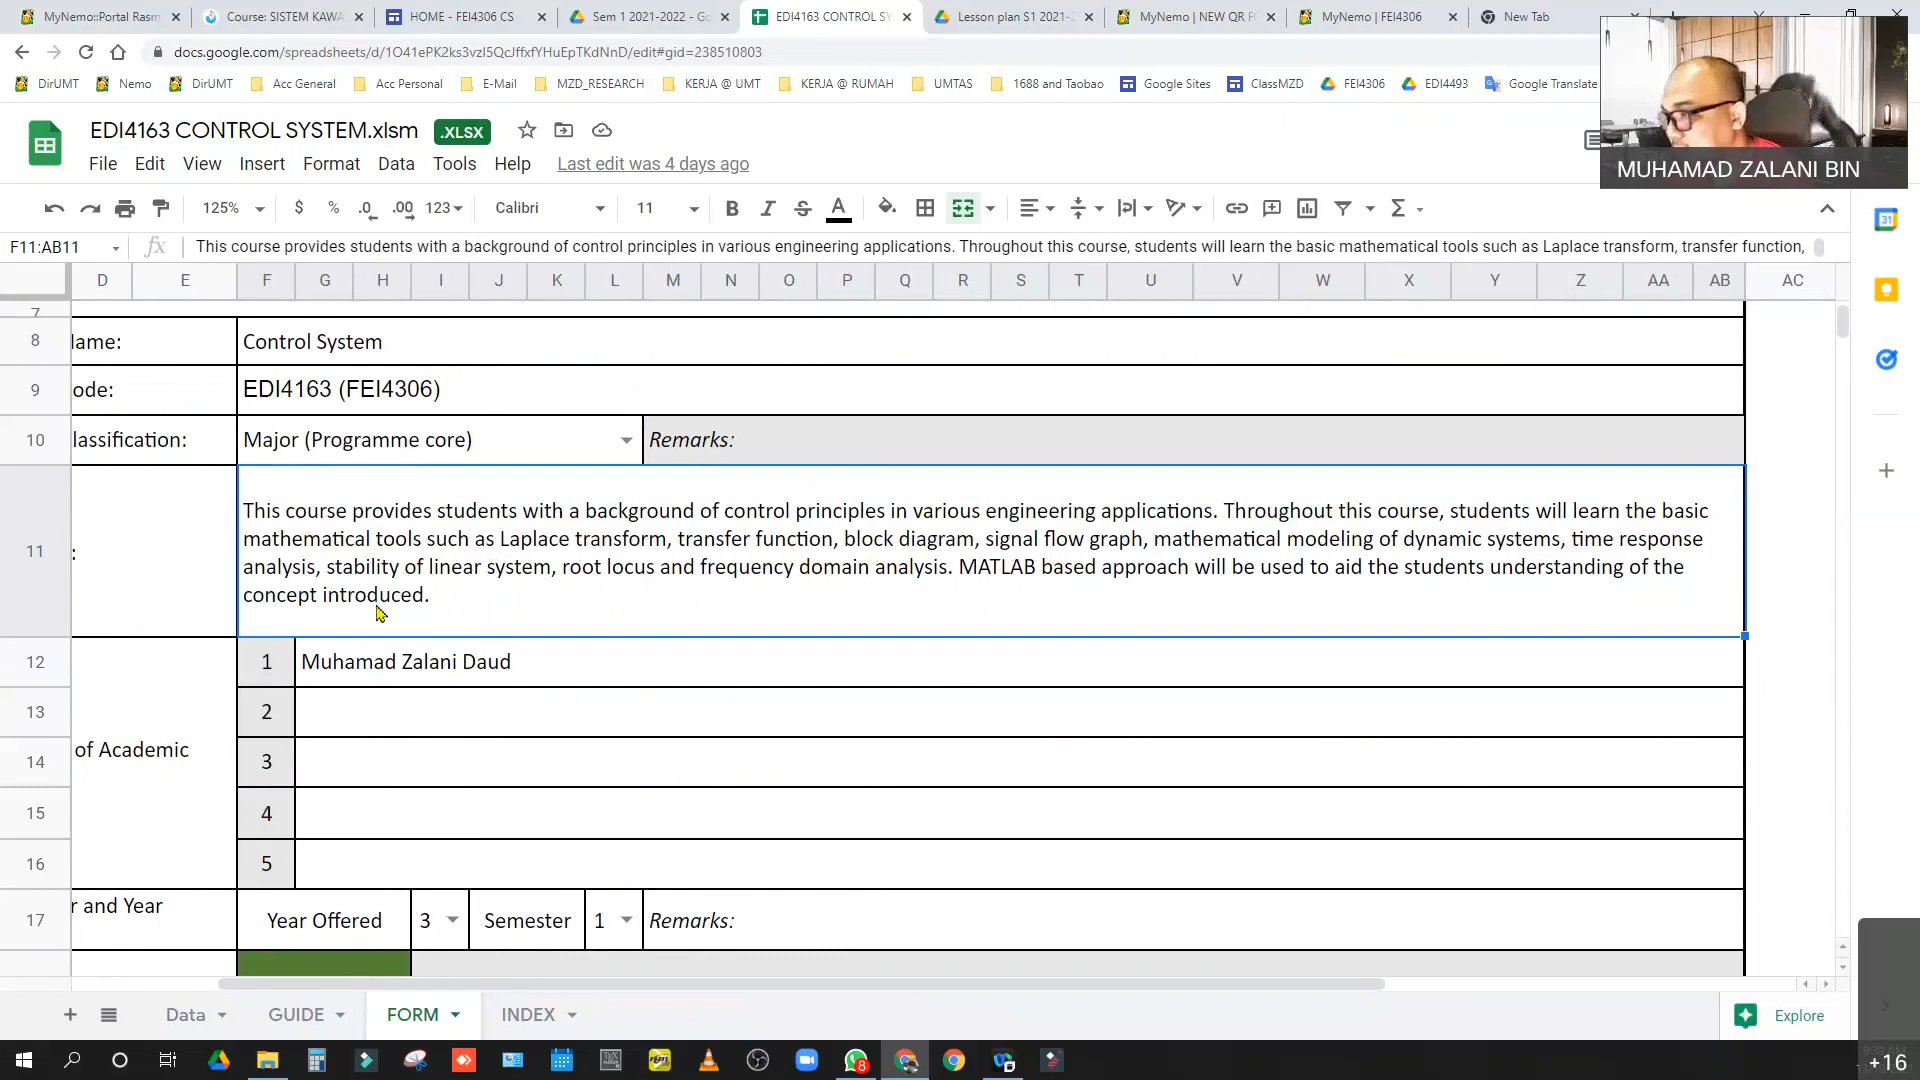 MyNemo::Portal Rasm
Course: SISTEM KAWA
HOME - FEI4306 CS
Sem 1 2021-2022 - Go
EDI4163 CONTROL SY
Lesson plan S1 2021-2
MyNemo | NEW QR FO
MyNemo | FEI4306
New Tab
docs.google.com/spreadsheets/d/1O41ePK2ks3vzI5QcJffxfYHuEpTKdNnD/edit#gid=238510803
DirUMT
Nemo
DirUMT
Acc General
Acc Personal
E-Mail
MZD_RESEARCH
KERJA @ UMT
KERJA @ RUMAH
UMTAS
1688 and Taobao
Google Sites
ClassMZD
FEI4306
EDI4493
Google Translate
EDI4163 CONTROL SYSTEM.xlsm .XLSX
File Edit View Insert Format Data Tools Help Last edit was 4 days ago
MUHAMAD ZALANI BIN
125% $ % .0 .00 123 Calibri 11 B I S A Σ
31
F11:AB11 fx This course provides students with a background of control principles in various engineering applications. Throughout this course, students will learn the basic mathematical tools such as Laplace transform, transfer function,
D E F G H I J K L M N O P Q R S T U V W X Y Z AA AB AC
7
8 lame: Control System
9 ode: EDI4163 (FEI4306)
10 lassification: Major (Programme core) Remarks:
This course provides students with a background of control principles in various engineering applications. Throughout this course, students will learn the basic
mathematical tools such as Laplace transform, transfer function, block diagram, signal flow graph, mathematical modeling of dynamic systems, time response
11 : analysis, stability of linear system, root locus and frequency domain analysis. MATLAB based approach will be used to aid the students understanding of the
concept introduced.
12 1 Muhamad Zalani Daud
13 2
14 of Academic 3
15 4
16 5
17 r and Year Year Offered 3 Semester 1 Remarks:
Data GUIDE FORM INDEX Explore
8
+16